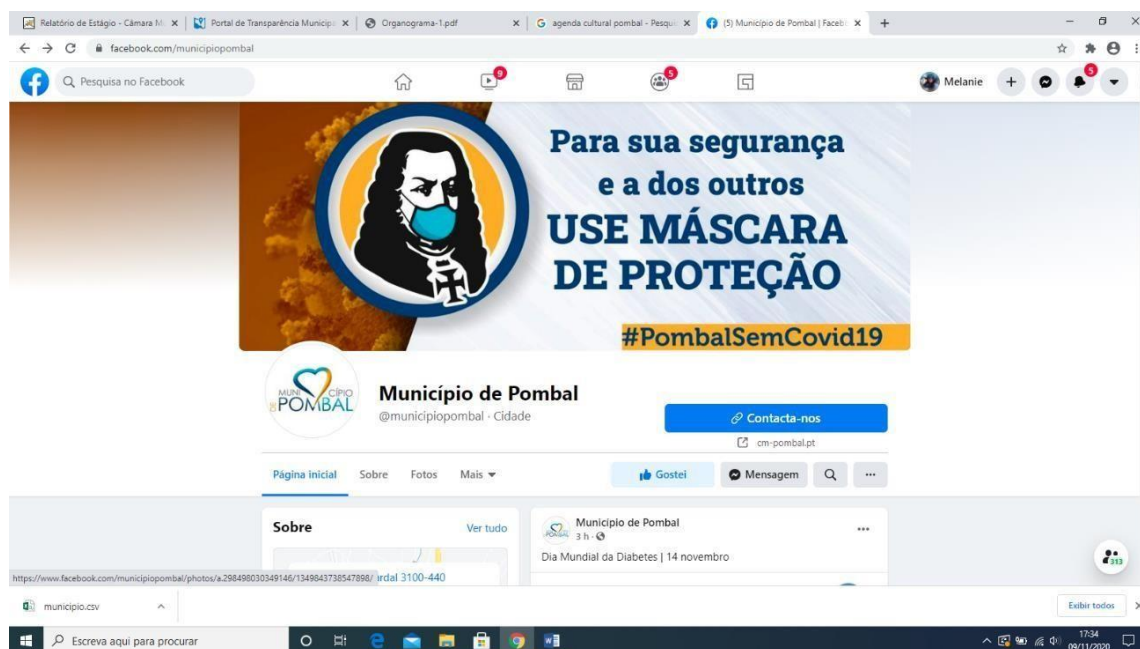 Relatório de Estágio - Câmara M
Portal de Transparência Municip
Organograma-1.pdf
agenda cultural pombal - Pesqui
(5) Município de Pombal | Faceb
facebook.com/municipiopombal
Pesquisa no Facebook
9
5
Melanie
5
Para sua segurança
e a dos outros
USE MÁSCARA
DE PROTEÇÃO
#PombalSemCovid19
MUNICÍPIO
DE POMBAL
Município de Pombal
@municipiopombal · Cidade
Contacta-nos
cm-pombal.pt
Página inicial
Sobre
Fotos
Mais
Gostei
Mensagem
Sobre
Ver tudo
Município de Pombal
3 h
Dia Mundial da Diabetes | 14 novembro
313
https://www.facebook.com/municipiopombal/photos/a.298498030349146/1349843738547898/
irdal 3100-440
municipio.csv
Exibir todos
Escreva aqui para procurar
17:34
09/11/2020